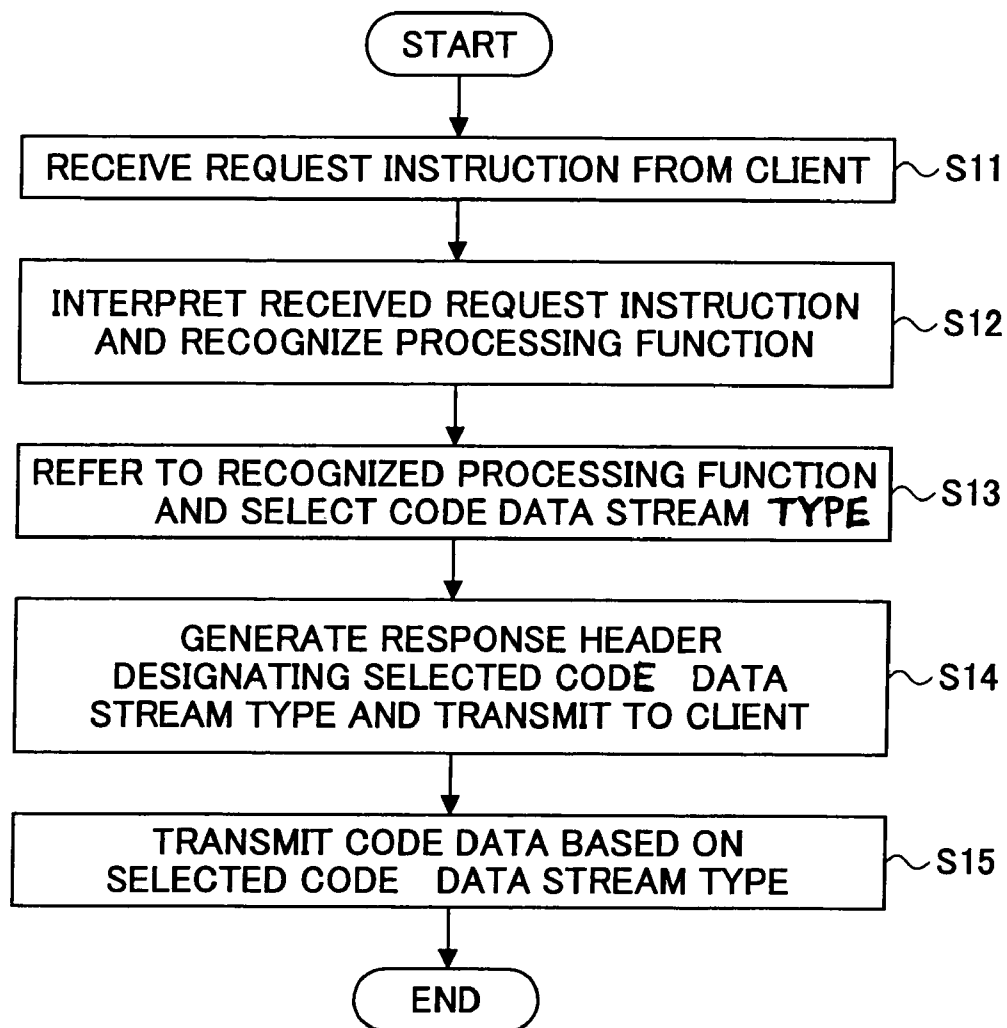 START
RECEIVE REQUEST INSTRUCTION FROM CLIENT
S11
INTERPRET RECEIVED REQUEST INSTRUCTION
AND RECOGNIZE PROCESSING FUNCTION
S12
REFER TO RECOGNIZED PROCESSING FUNCTION
AND SELECT CODE DATA STREAM TYPE
S13
GENERATE RESPONSE HEADER
DESIGNATING SELECTED CODE DATA
STREAM TYPE AND TRANSMIT TO CLIENT
S14
TRANSMIT CODE DATA BASED ON
SELECTED CODE DATA STREAM TYPE
S15
END